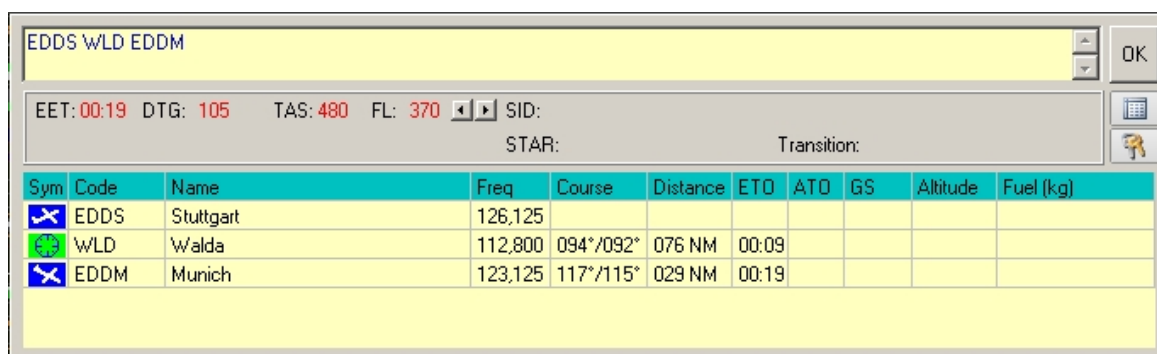 EDDS WLD EDDM
OK
EET: 00:19 DTG: 105 TAS: 480 FL: 370 SID:
STAR: Transition:
Sym Code Name Freq Course Distance ETO ATO GS Altitude Fuel (kg)
EDDS Stuttgart 126,125
WLD Walda 112,800 094°/092° 076 NM 00:09
EDDM Munich 123,125 117°/115° 029 NM 00:19